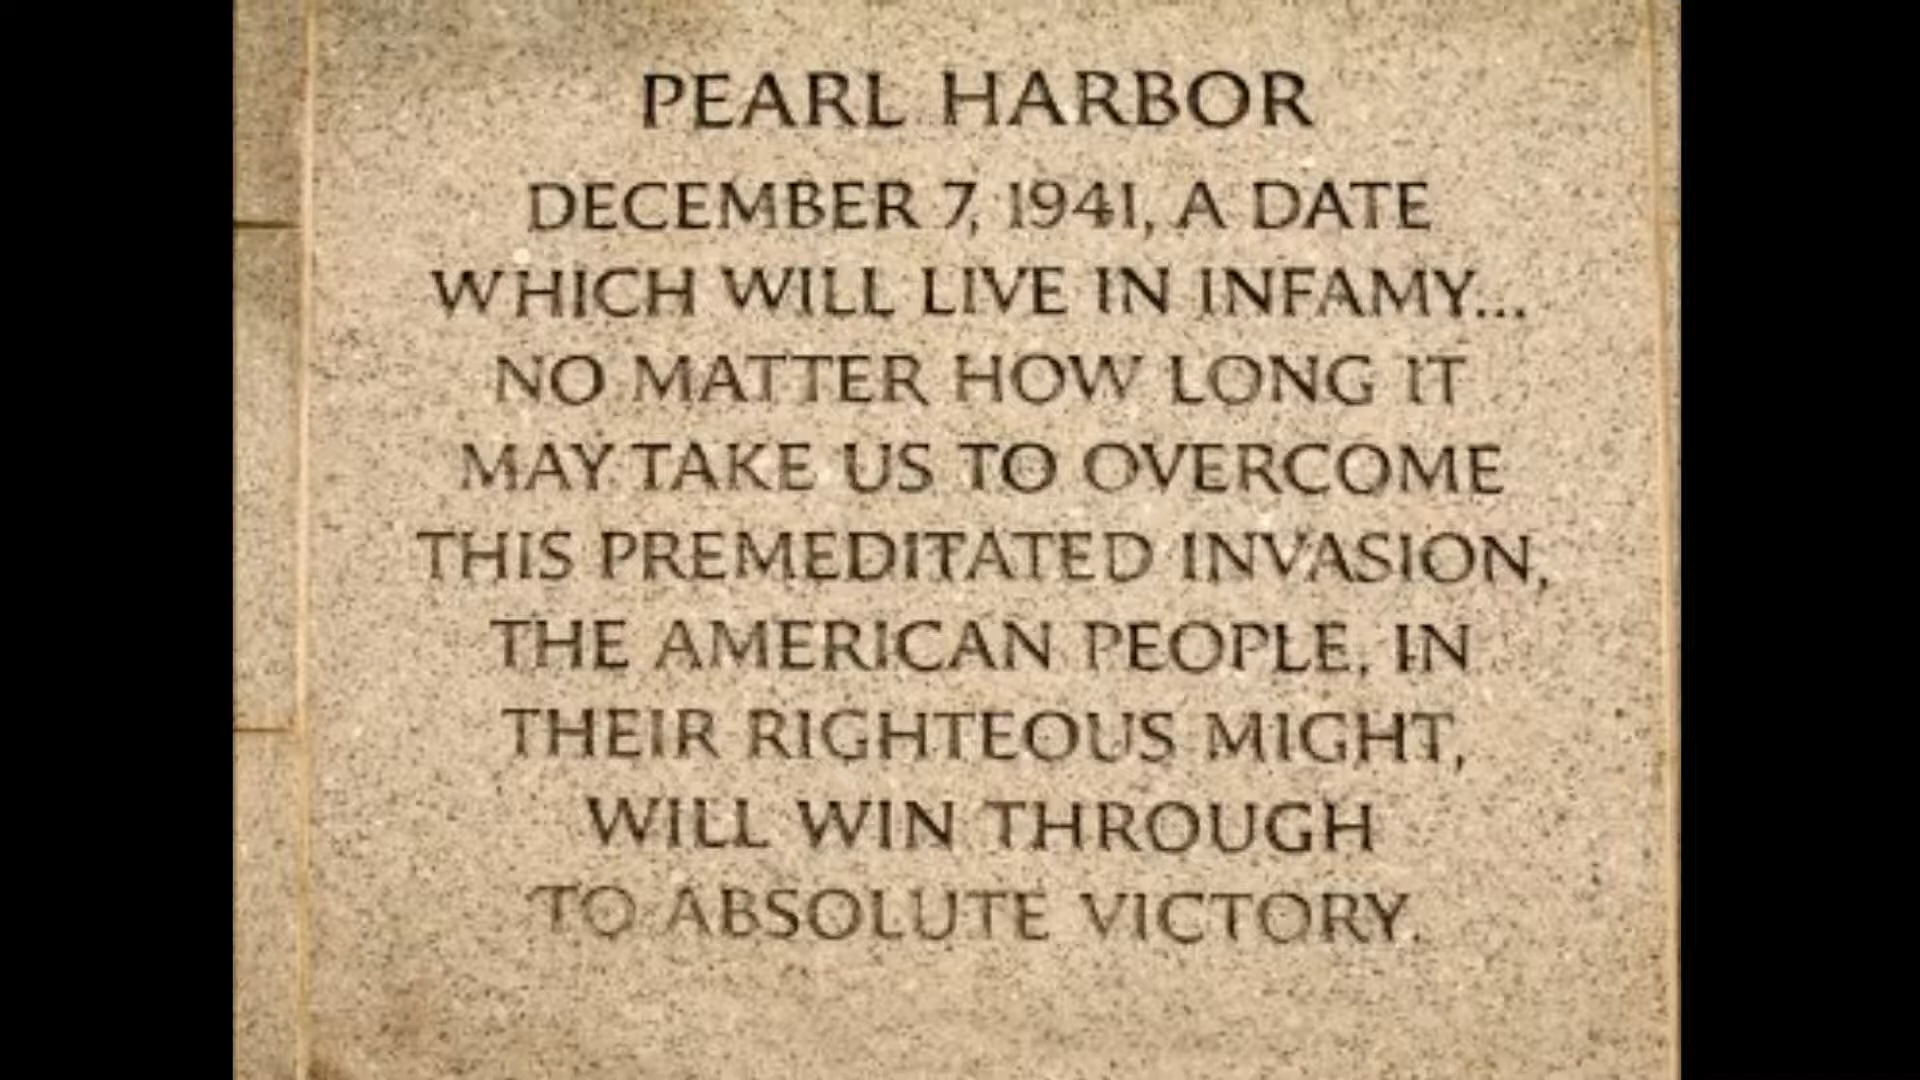 PEARL HARBOR
DECEMBER 7, 1941, A DATE
WHICH WILL LIVE IN INFAMY...
NO MATTER HOW LONG IT
MAY TAKE US TO OVERCOME
THIS PREMEDITATED INVASION,
THE AMERICAN PEOPLE, IN
THEIR RIGHTEOUS MIGHT,
WILL WIN THROUGH
TO ABSOLUTE VICTORY.